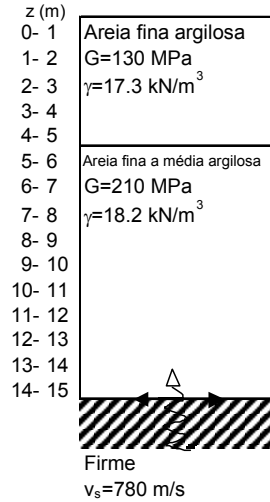 z (m)
0- 1 Areia fina argilosa
1- 2 G=130 MPa
2- 3 γ=17.3 kN/m³
3- 4
4- 5
5- 6 Areia fina a média argilosa
6- 7 G=210 MPa
7- 8 γ=18.2 kN/m³
8- 9
9- 10
10- 11
11- 12
12- 13
13- 14
14- 15
Firme
vₛ=780 m/s